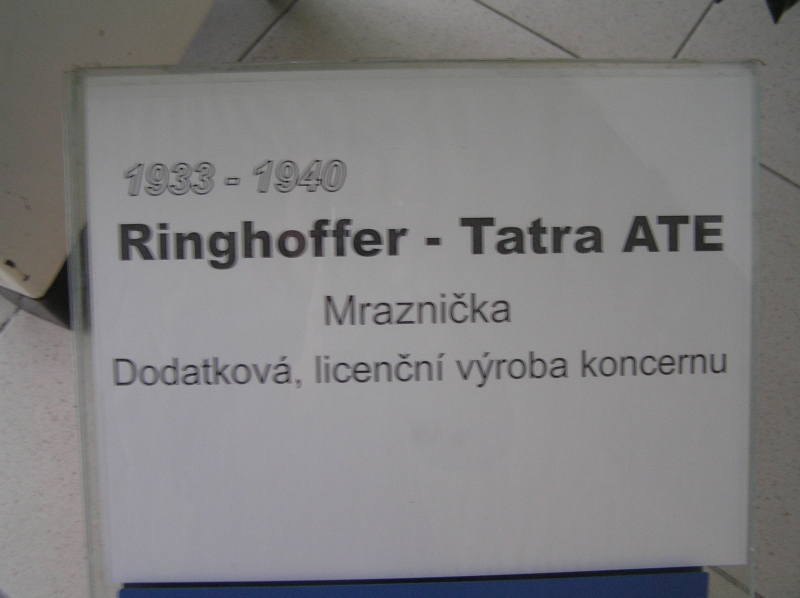 1933 - 1940
Ringhoffer - Tatra ATE
Mraznička
Dodatková, licenční výroba koncernu